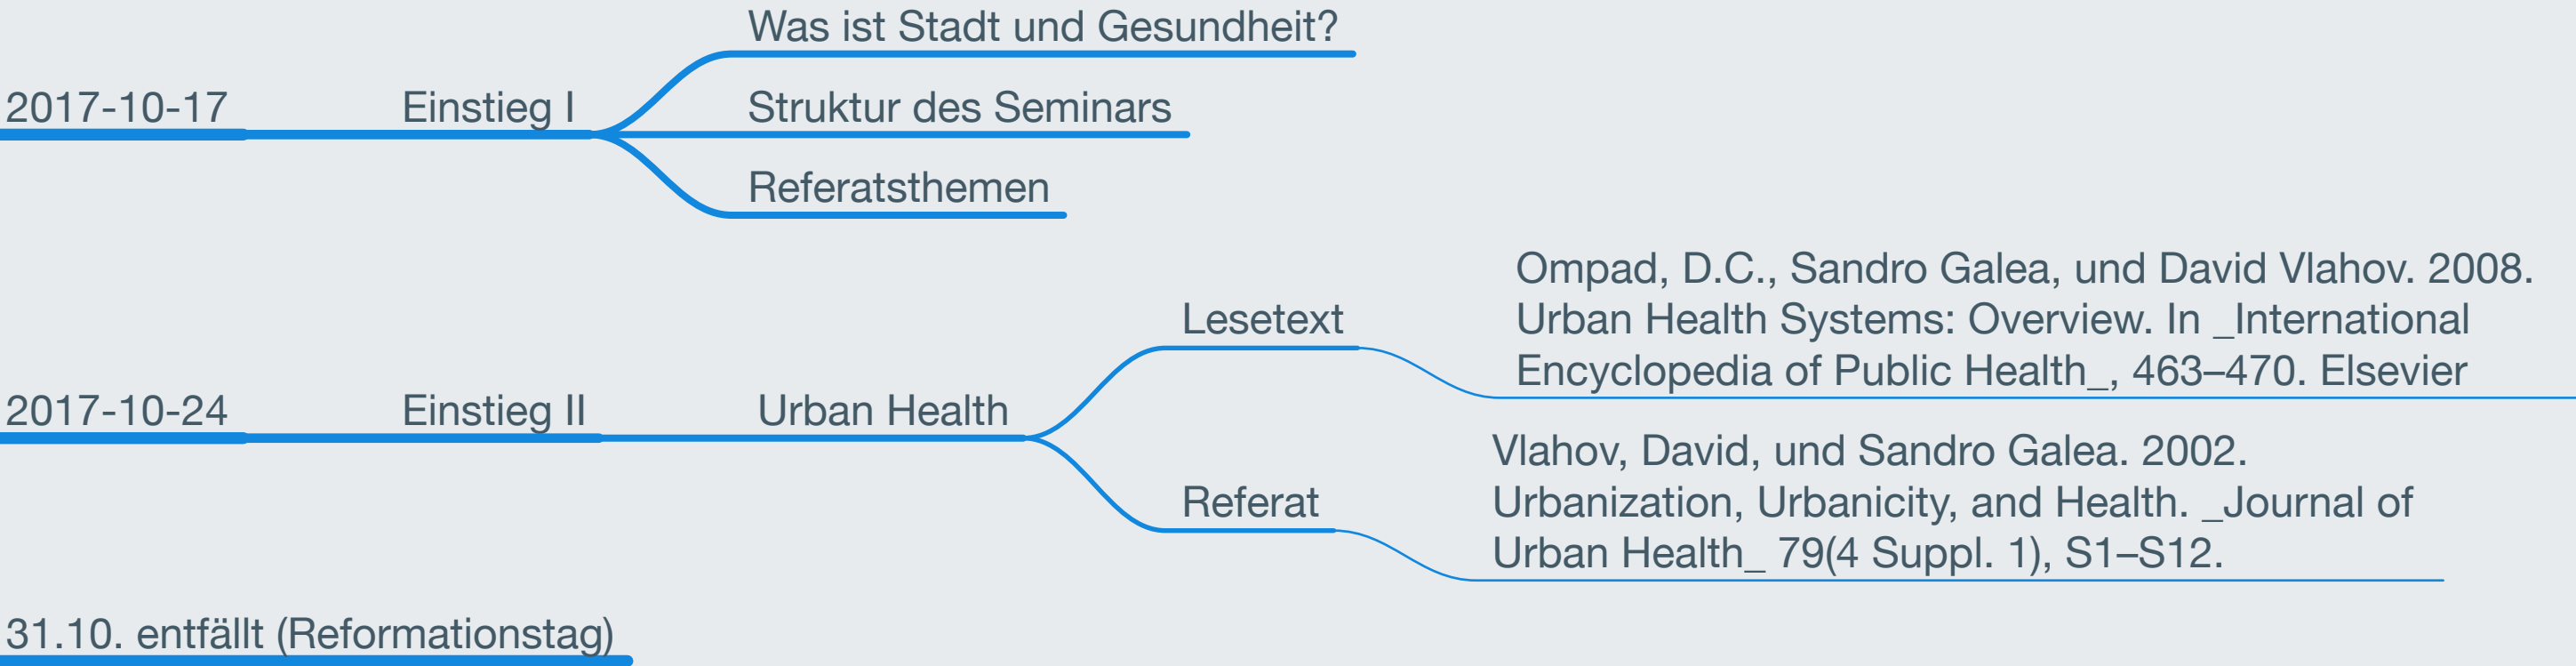 Was ist Stadt und Gesundheit?
2017-10-17
Einstieg I
Struktur des Seminars
Referatsthemen
Ompad, D.C., Sandro Galea, und David Vlahov. 2008.
Urban Health Systems: Overview. In _International
Encyclopedia of Public Health_, 463–470. Elsevier
Lesetext
2017-10-24
Einstieg II
Urban Health
Vlahov, David, und Sandro Galea. 2002.
Urbanization, Urbanicity, and Health. _Journal of
Urban Health_ 79(4 Suppl. 1), S1–S12.
Referat
31.10. entfällt (Reformationstag)